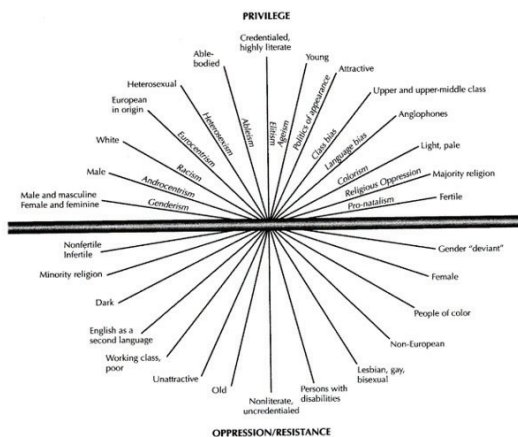 PRIVILEGE
Credentialed,
highly literate
Able-
bodied
Young
Attractive
Heterosexual
Upper and upper-middle class
European
in origin
Anglophones
White
Light, pale
Male
Majority religion
Male and masculine
Female and feminine
Fertile
Genderism
Androcentrism
Racism
Eurocentrism
Heterosexism
Ableism
Elitism
Ageism
Politics of appearance
Class bias
Language bias
Colorism
Religious Oppression
Pro-natalism
Nonfertile
Infertile
Gender "deviant"
Minority religion
Female
Dark
People of color
English as a
second language
Non-European
Working class,
poor
Lesbian, gay,
bisexual
Unattractive
Old
Persons with
disabilities
Nonliterate,
uncredentialed
OPPRESSION/RESISTANCE